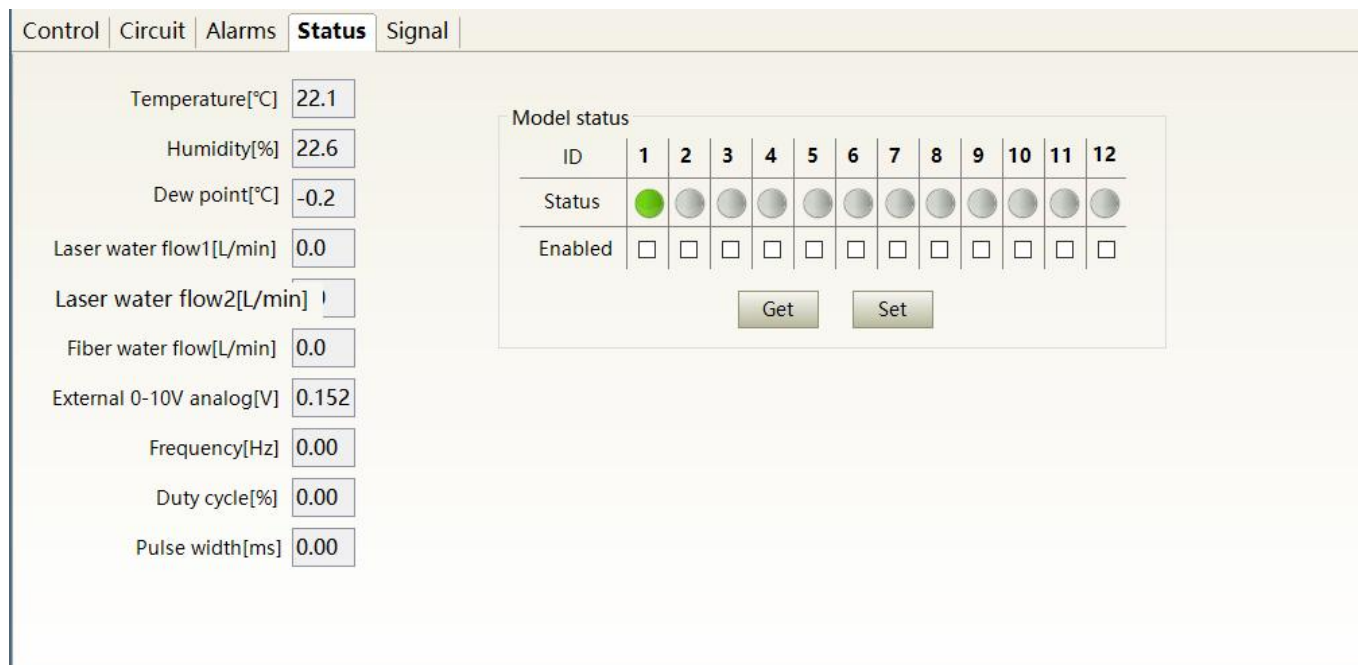 Control Circuit Alarms Status Signal
Temperature[℃] 22.1
Humidity[%] 22.6
Dew point[℃] -0.2
Laser water flow1[L/min] 0.0
Laser water flow2[L/min]
Fiber water flow[L/min] 0.0
External 0-10V analog[V] 0.152
Frequency[Hz] 0.00
Duty cycle[%] 0.00
Pulse width[ms] 0.00
Model status
ID 1 2 3 4 5 6 7 8 9 10 11 12
Status
Enabled
Get Set